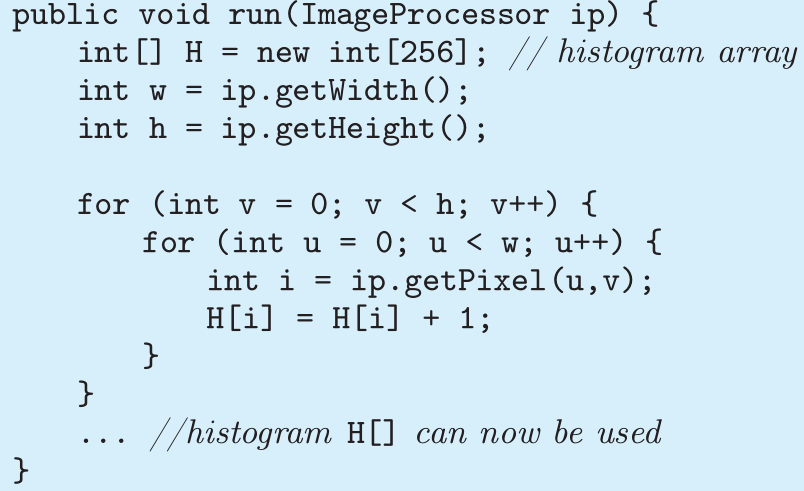 public void run(ImageProcessor ip) {
    int[] H = new int[256]; // histogram array
    int w = ip.getWidth();
    int h = ip.getHeight();

    for (int v = 0; v < h; v++) {
        for (int u = 0; u < w; u++) {
            int i = ip.getPixel(u,v);
            H[i] = H[i] + 1;
        }
    }
    ... //histogram H[] can now be used
}